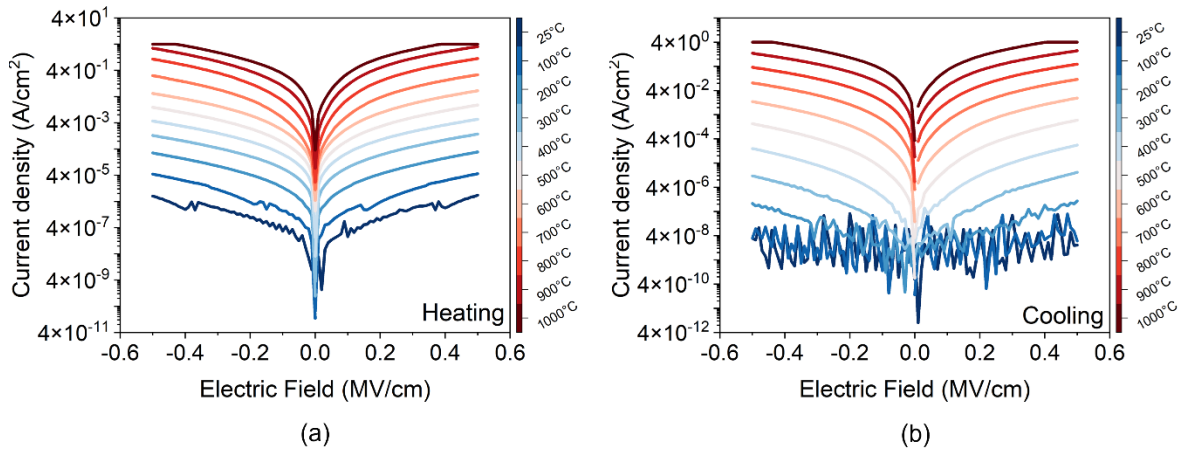 4×10¹
4×10⁻¹
4×10⁻³
4×10⁻⁵
4×10⁻⁷
4×10⁻⁹
4×10⁻¹¹
Current density (A/cm²)
-0.6 -0.4 -0.2 0.0 0.2 0.4 0.6
Electric Field (MV/cm)
Heating
25°C
100°C
200°C
300°C
400°C
500°C
600°C
700°C
800°C
900°C
1000°C
(a)
4×10⁰
4×10⁻²
4×10⁻⁴
4×10⁻⁶
4×10⁻⁸
4×10⁻¹⁰
4×10⁻¹²
Current density (A/cm²)
-0.6 -0.4 -0.2 0.0 0.2 0.4 0.6
Electric Field (MV/cm)
Cooling
25°C
100°C
200°C
300°C
400°C
500°C
600°C
700°C
800°C
900°C
1000°C
(b)